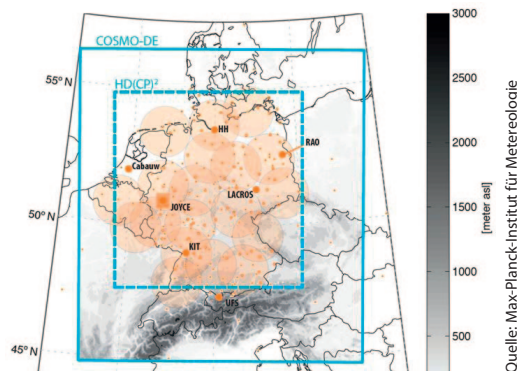 COSMO-DE
HD(CP)²
55° N
50° N
45° N
HH
RAO
Cabauw
LACROS
JOYCE
KIT
UFS
3000
2500
2000
1500
1000
500
[meter asl]
Quelle: Max-Planck-Institut für Metereologie